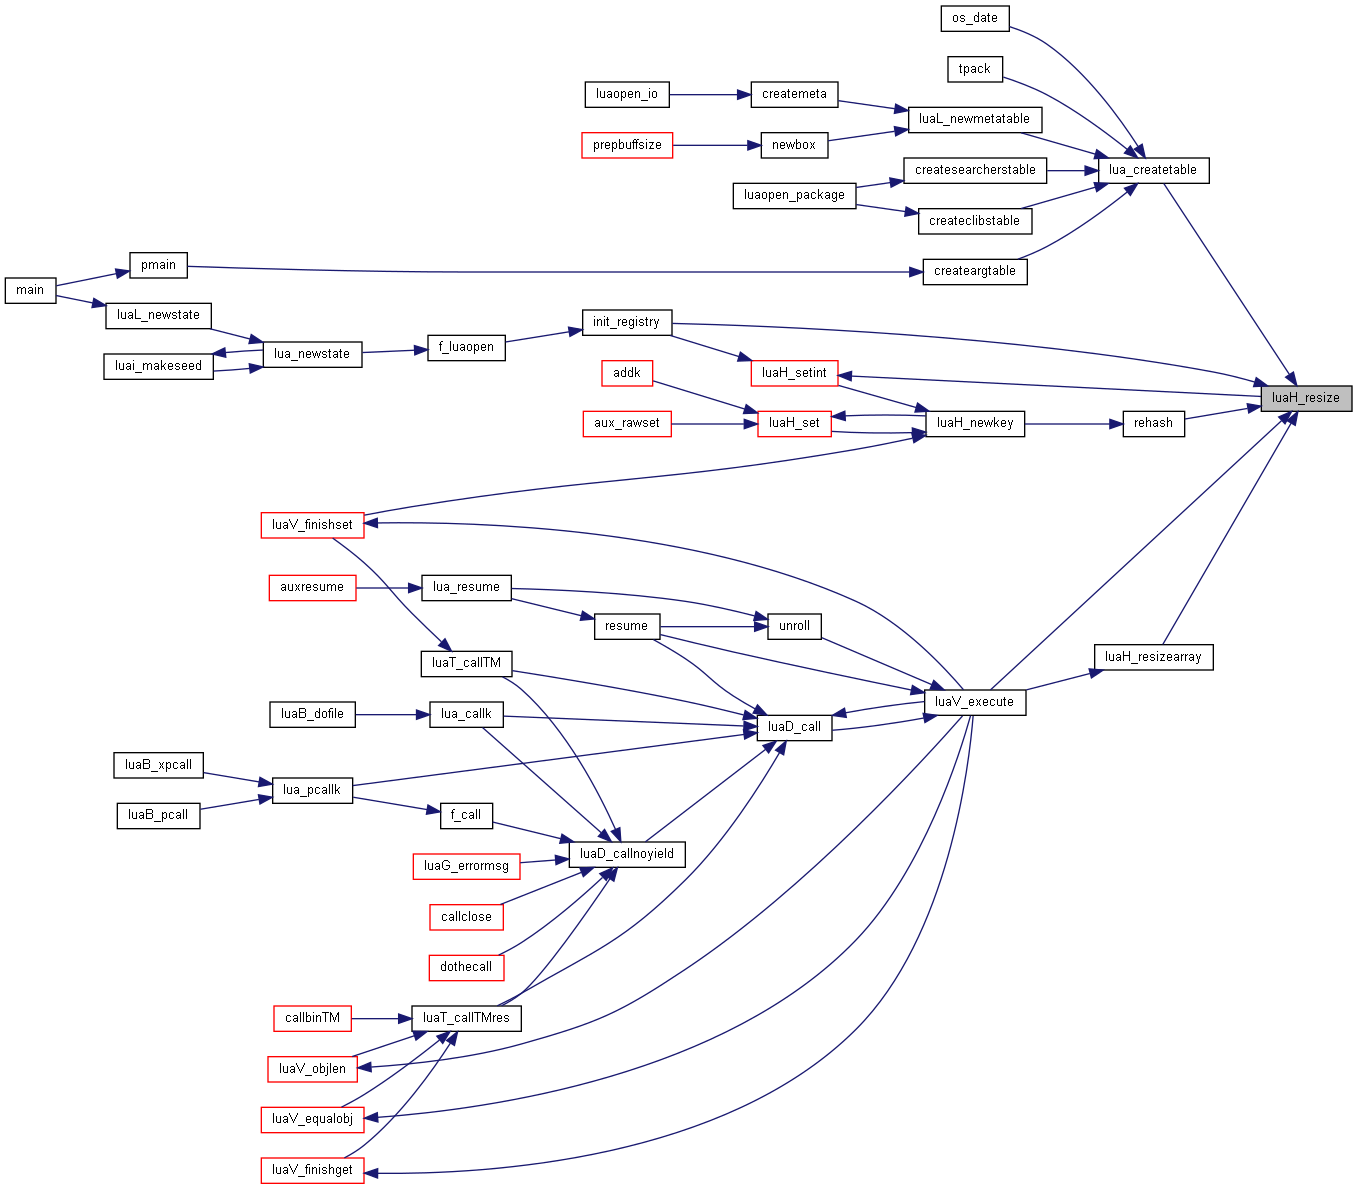 os_date
tpack
luaopen_io
createmeta
luaL_newmetatable
prepbuffsize
newbox
createsearcherstable
lua_createtable
luaopen_package
createclibstable
pmain
createargtable
main
luaL_newstate
init_registry
lua_newstate
f_luaopen
luai_makeseed
addk
luaH_setint
luaH_resize
aux_rawset
luaH_set
luaH_newkey
rehash
luaV_finishset
auxresume
lua_resume
resume
unroll
luaT_callTM
luaH_resizearray
luaV_execute
luaB_dofile
lua_callk
luaD_call
luaB_xpcall
lua_pcallk
luaB_pcall
f_call
luaD_callnoyield
luaG_errormsg
callclose
dothecall
callbinTM
luaT_callTMres
luaV_objlen
luaV_equalobj
luaV_finishget